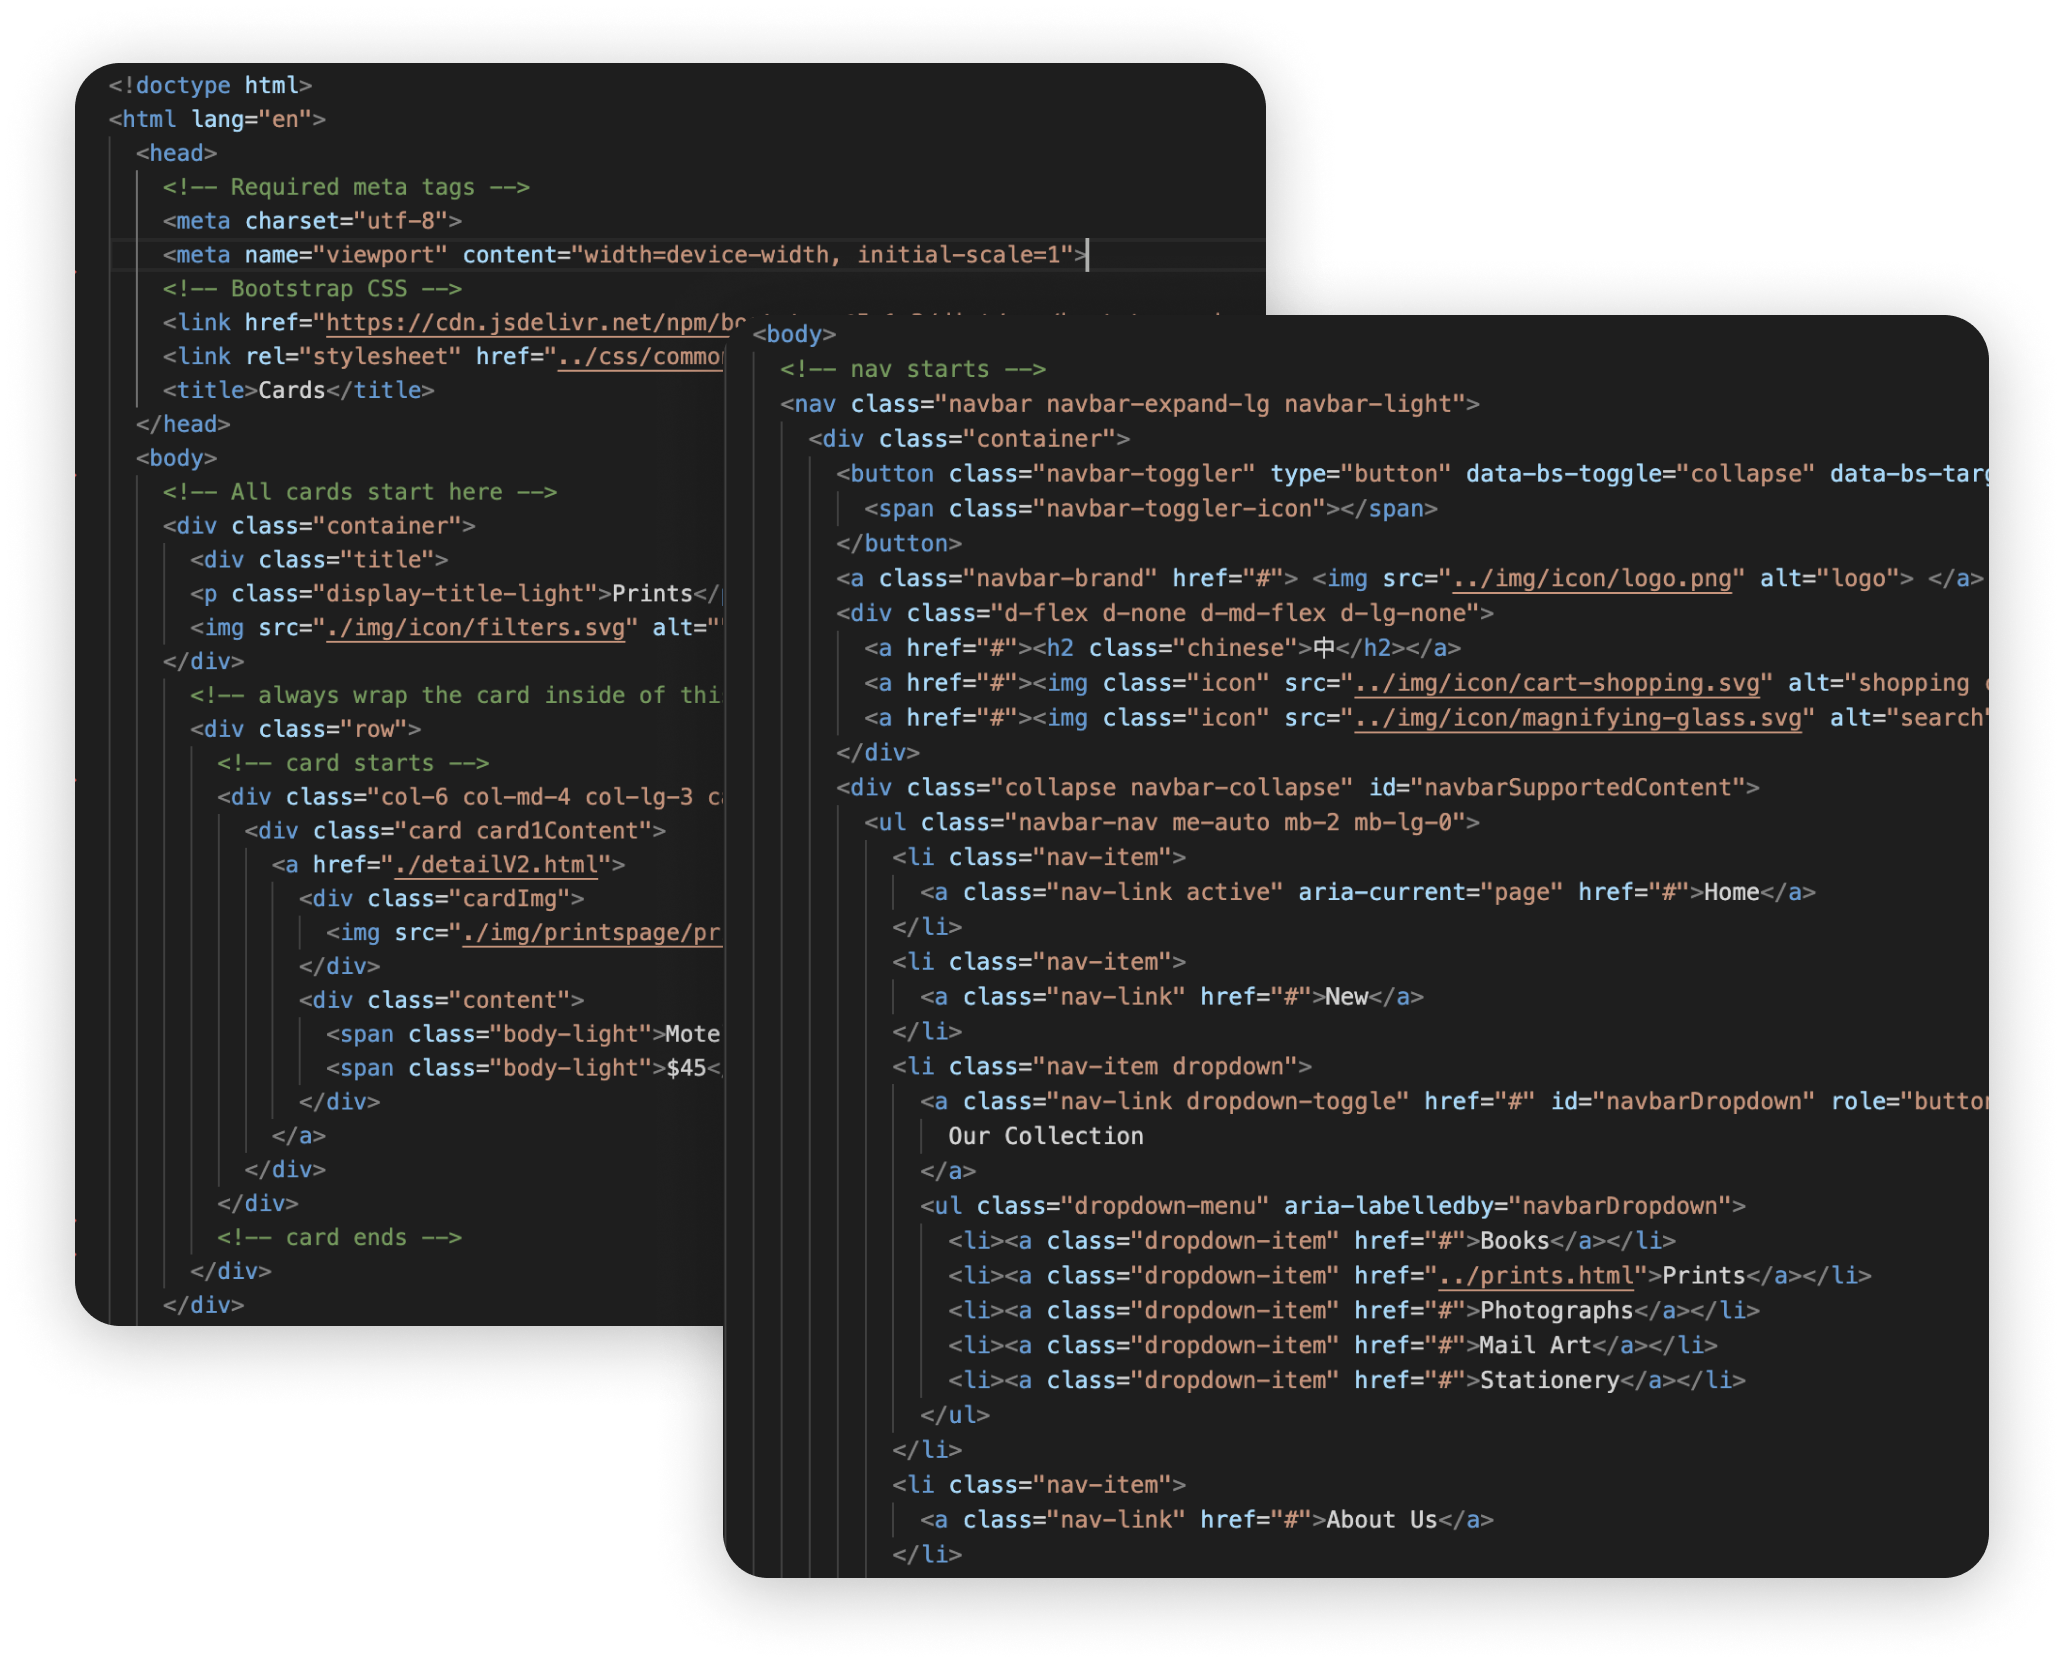 <!doctype html>
<html lang="en">
<head>
<!-- Required meta tags -->
<meta charset="utf-8">
<meta name="viewport" content="width=device-width, initial-scale=1">
<!-- Bootstrap CSS -->
<link href="https://cdn.jsdelivr.net/npm/bo
<link rel="stylesheet" href="../css/commo
<title>Cards</title>
</head>
<body>
<!-- All cards start here -->
<div class="container">
<div class="title">
<p class="display-title-light">Prints</
<img src="./img/icon/filters.svg" alt=""
</div>
<!-- always wrap the card inside of thi
<div class="row">
<!-- card starts -->
<div class="col-6 col-md-4 col-lg-3 c
<div class="card card1Content">
<a href="./detailV2.html">
<div class="cardImg">
<img src="./img/printspage/pr
</div>
<div class="content">
<span class="body-light">Mote
<span class="body-light">$45<
</div>
</a>
</div>
</div>
<!-- card ends -->
</div>
</div>
<body>
<!-- nav starts -->
<nav class="navbar navbar-expand-lg navbar-light">
<div class="container">
<button class="navbar-toggler" type="button" data-bs-toggle="collapse" data-bs-targ
<span class="navbar-toggler-icon"></span>
</button>
<a class="navbar-brand" href="#"> <img src="../img/icon/logo.png" alt="logo"> </a>
<div class="d-flex d-none d-md-flex d-lg-none">
<a href="#"><h2 class="chinese">中</h2></a>
<a href="#"><img class="icon" src="../img/icon/cart-shopping.svg" alt="shopping
<a href="#"><img class="icon" src="../img/icon/magnifying-glass.svg" alt="search"
</div>
<div class="collapse navbar-collapse" id="navbarSupportedContent">
<ul class="navbar-nav me-auto mb-2 mb-lg-0">
<li class="nav-item">
<a class="nav-link active" aria-current="page" href="#">Home</a>
</li>
<li class="nav-item">
<a class="nav-link" href="#">New</a>
</li>
<li class="nav-item dropdown">
<a class="nav-link dropdown-toggle" href="#" id="navbarDropdown" role="button
Our Collection
</a>
<ul class="dropdown-menu" aria-labelledby="navbarDropdown">
<li><a class="dropdown-item" href="#">Books</a></li>
<li><a class="dropdown-item" href="../prints.html">Prints</a></li>
<li><a class="dropdown-item" href="#">Photographs</a></li>
<li><a class="dropdown-item" href="#">Mail Art</a></li>
<li><a class="dropdown-item" href="#">Stationery</a></li>
</ul>
</li>
<li class="nav-item">
<a class="nav-link" href="#">About Us</a>
</li>